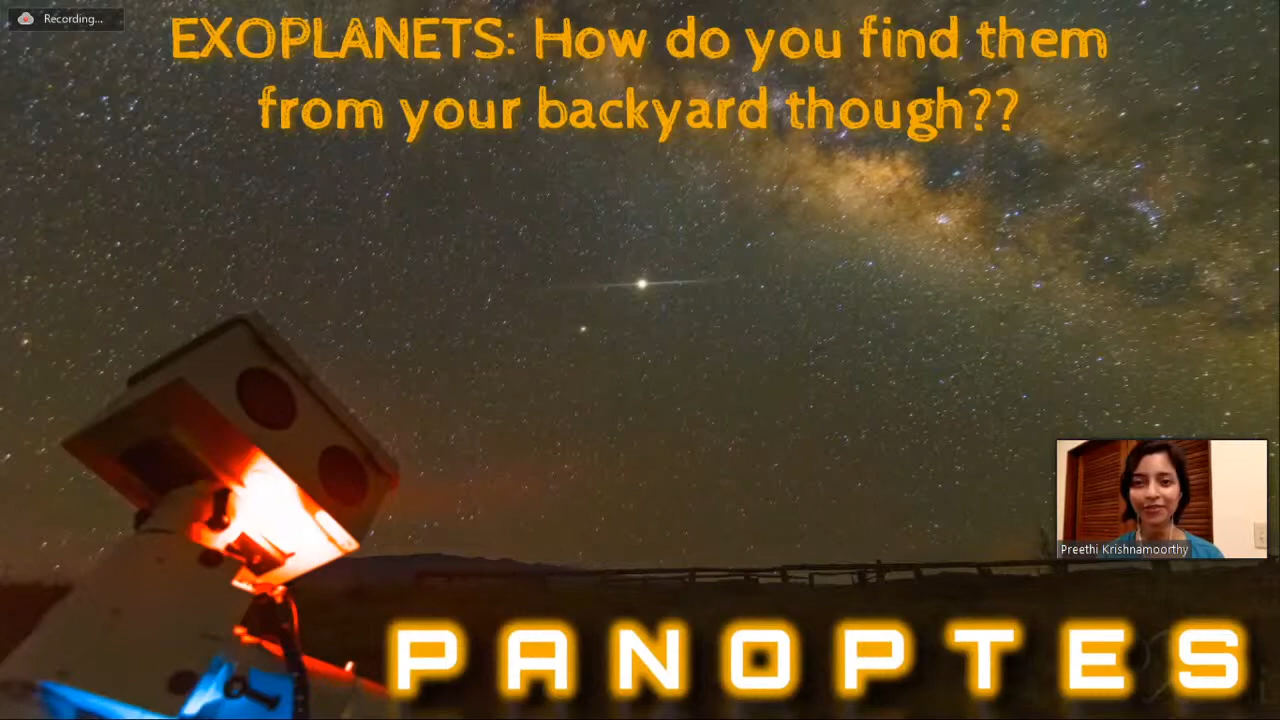 Recording...
EXOPLANETS: How do you find them
from your backyard though??
Preethi Krishnamoorthy
PANOPTES